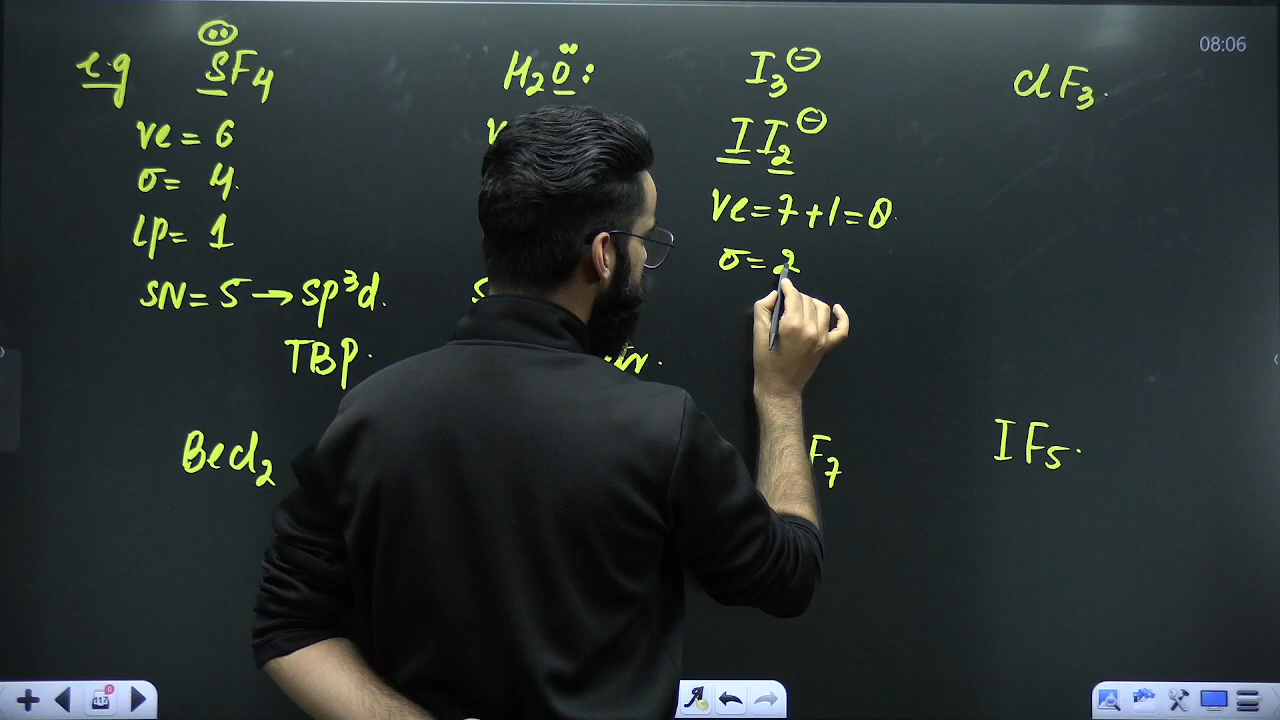 08:06
e.g SF4
H2O:
I3⊖
ClF3.
II2⊖
ve = 6
σ = 4.
lp = 1
SN = 5 → sp³d.
TBP.
ve = 7 + 1 = 8.
σ = 2
BeCl2
F7
IF5.